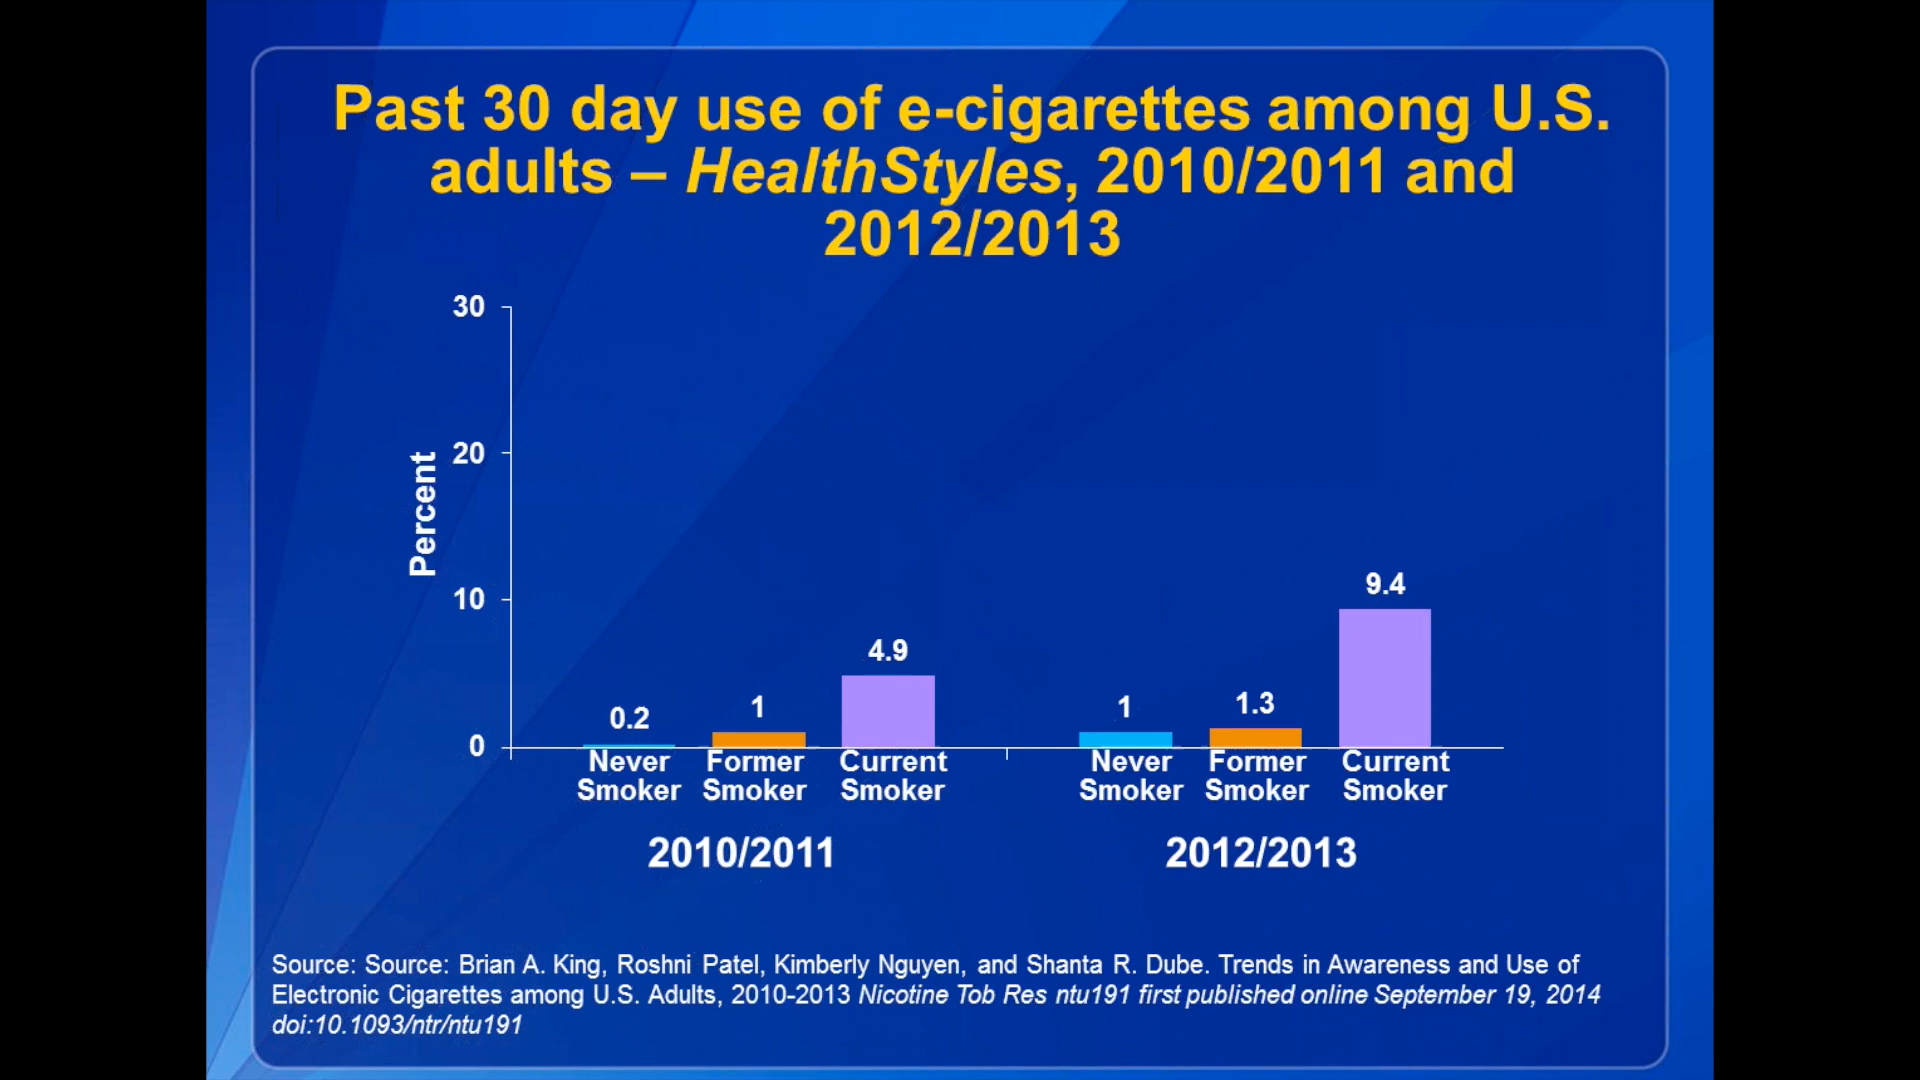 Past 30 day use of e-cigarettes among U.S.
adults – HealthStyles, 2010/2011 and
2012/2013
30
20
10
0
Percent
0.2
1
4.9
1
1.3
9.4
Never Smoker
Former Smoker
Current Smoker
Never Smoker
Former Smoker
Current Smoker
2010/2011
2012/2013
Source: Source: Brian A. King, Roshni Patel, Kimberly Nguyen, and Shanta R. Dube. Trends in Awareness and Use of
Electronic Cigarettes among U.S. Adults, 2010-2013 Nicotine Tob Res ntu191 first published online September 19, 2014
doi:10.1093/ntr/ntu191